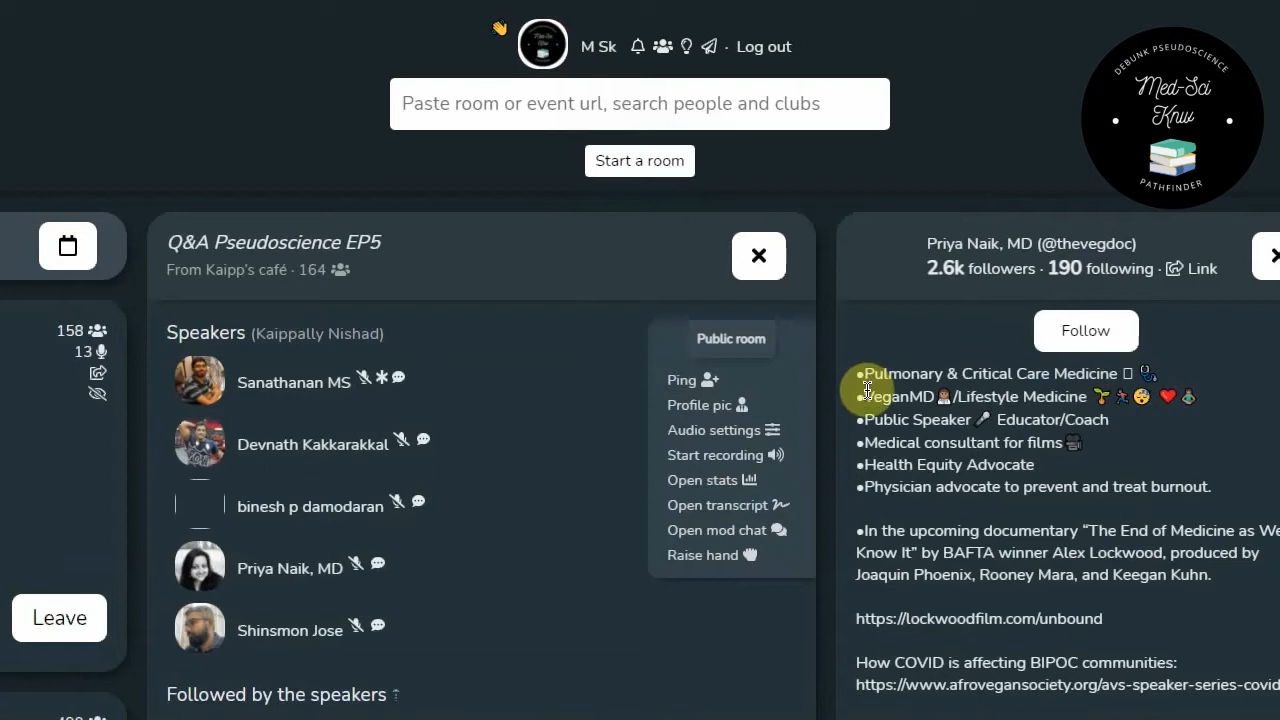 M Sk · Log out
Paste room or event url, search people and clubs
Start a room
DEBUNK PSEUDOSCIENCE
Med-Sci
Knw
PATHFINDER
158
13
Leave
Q&A Pseudoscience EP5
From Kaipp's café · 164
Speakers (Kaippally Nishad)
Sanathanan MS
Devnath Kakkarakkal
binesh p damodaran
Priya Naik, MD
Shinsmon Jose
Followed by the speakers
Public room
Ping
Profile pic
Audio settings
Start recording
Open stats
Open transcript
Open mod chat
Raise hand
Priya Naik, MD (@thevegdoc)
2.6k followers · 190 following · Link
Follow
•Pulmonary & Critical Care Medicine 🩺
•VeganMD👩🏾‍⚕️/Lifestyle Medicine 🌱🏃🏾😴 ❤️🧘🏾
•Public Speaker 🎤 Educator/Coach
•Medical consultant for films🎥
•Health Equity Advocate
•Physician advocate to prevent and treat burnout.
•In the upcoming documentary “The End of Medicine as We
Know It” by BAFTA winner Alex Lockwood, produced by
Joaquin Phoenix, Rooney Mara, and Keegan Kuhn.
https://lockwoodfilm.com/unbound
How COVID is affecting BIPOC communities:
https://www.afrovegansociety.org/avs-speaker-series-covid